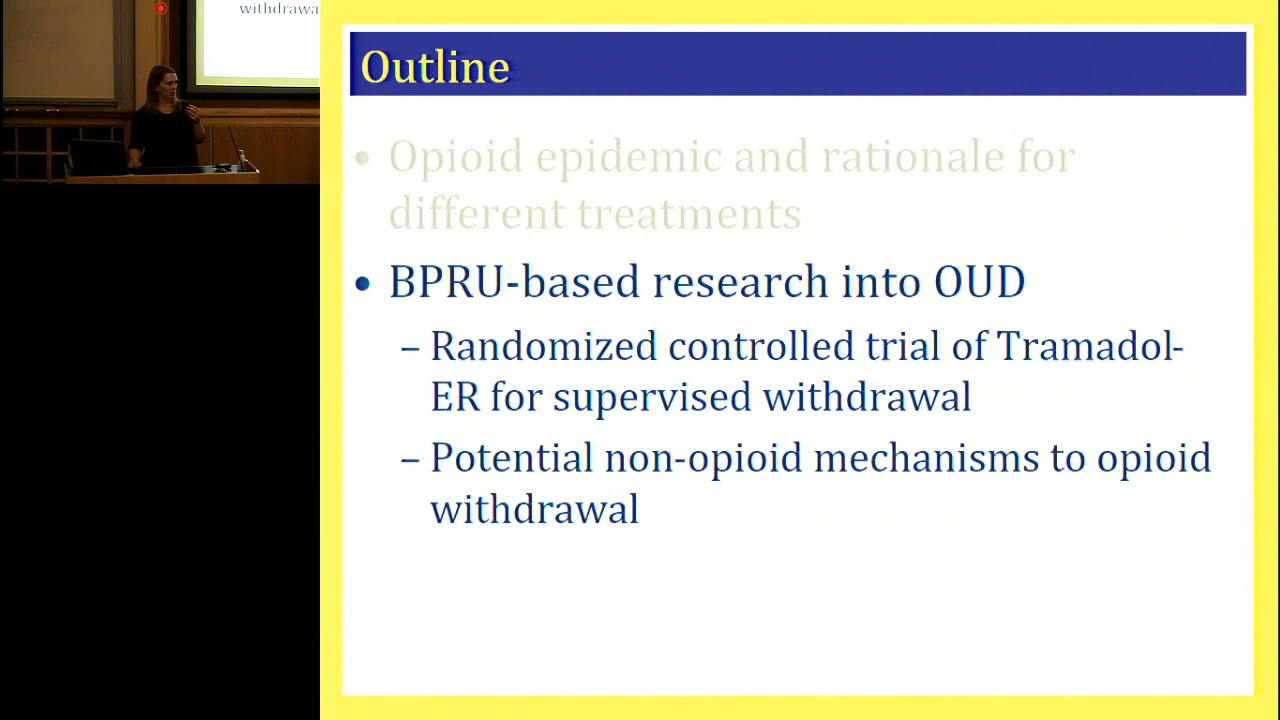 withdrawa
Outline
• Opioid epidemic and rationale for
different treatments
• BPRU-based research into OUD
– Randomized controlled trial of Tramadol-
ER for supervised withdrawal
– Potential non-opioid mechanisms to opioid
withdrawal